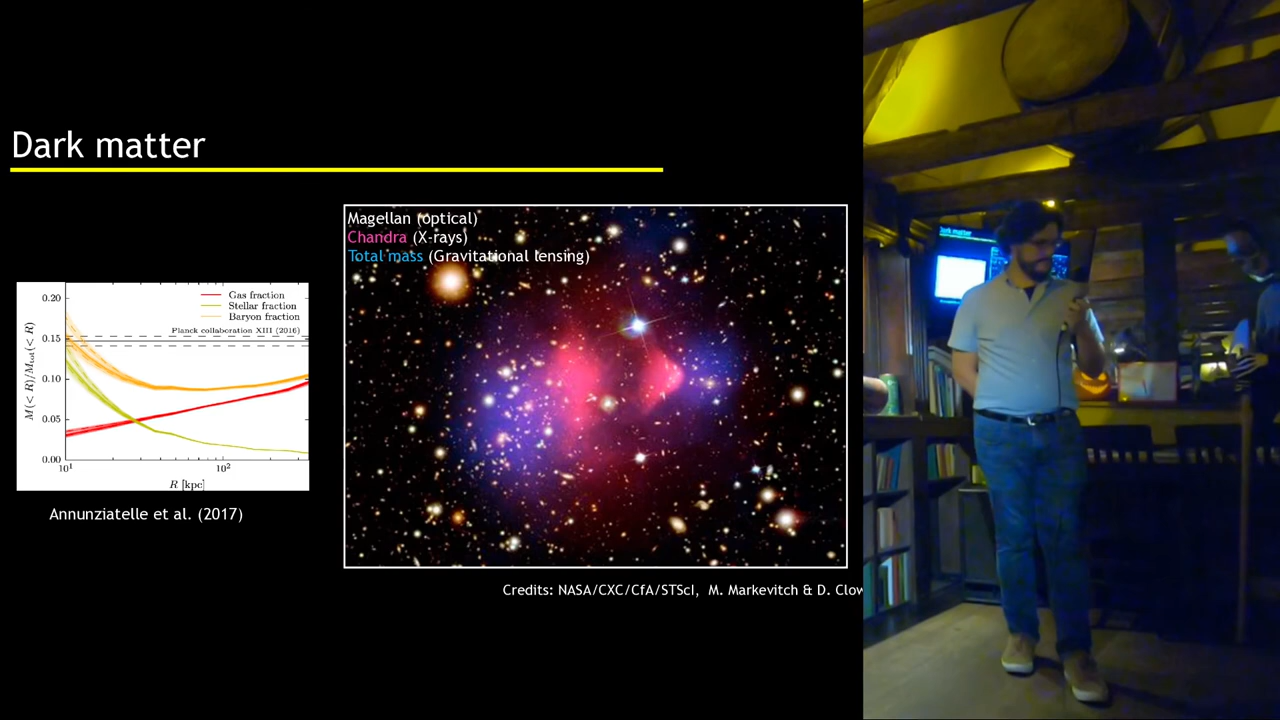 Dark matter
Magellan (optical)
Chandra (X-rays)
Total mass (Gravitational lensing)
Gas fraction
Stellar fraction
Baryon fraction
Planck collaboration XIII (2016)
0.20
0.15
0.10
0.05
0.00
M(< R)/Mtot(< R)
10¹
10²
R [kpc]
Annunziatelle et al. (2017)
Credits: NASA/CXC/CfA/STScI, M. Markevitch & D. Clow
Dark matter